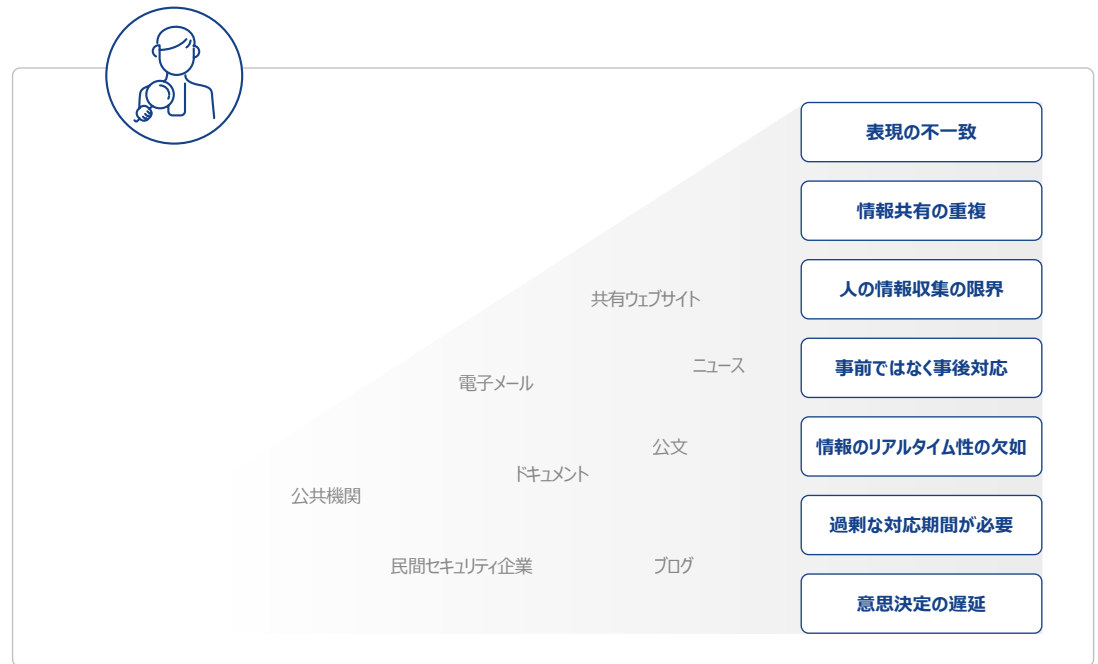 表現の不一致
情報共有の重複
人の情報収集の限界
共有ウェブサイト
事前ではなく事後対応
ニュース
電子メール
情報のリアルタイム性の欠如
公文
ドキュメント
公共機関
過剰な対応期間が必要
民間セキュリティ企業
ブログ
意思決定の遅延